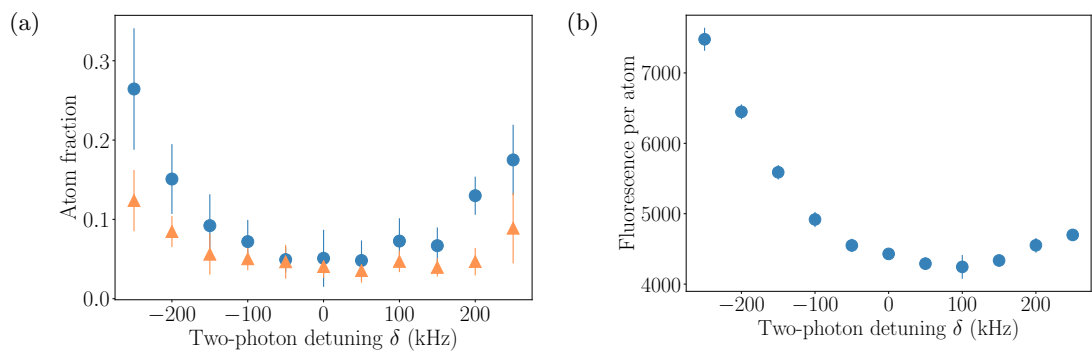 (a)
Atom fraction
0.3
0.2
0.1
0.0
−200 −100 0 100 200
Two-photon detuning δ (kHz)
(b)
Fluorescence per atom
7000
6000
5000
4000
−200 −100 0 100 200
Two-photon detuning δ (kHz)